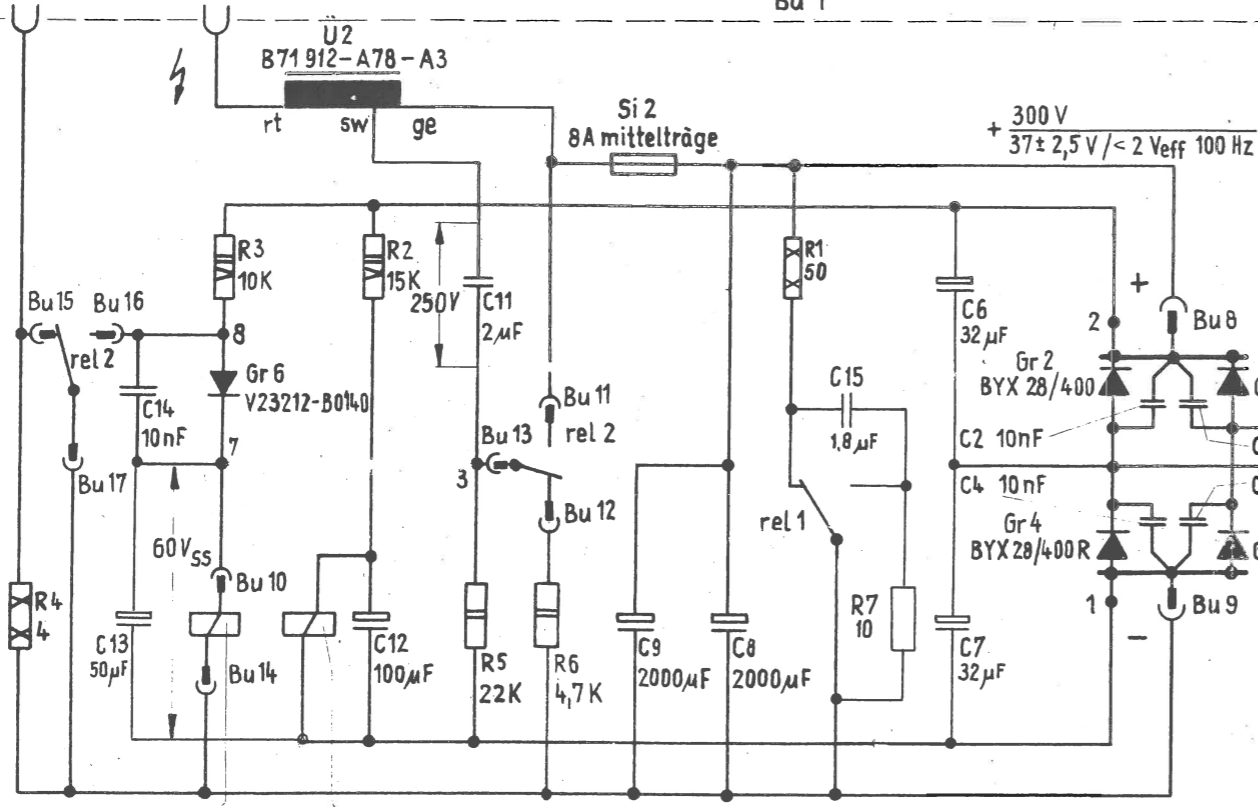 Bu 1
Ü2
B71 912-A78-A3
rt sw ge
Si 2
8A mittelträge
+ 300 V
37± 2,5 V/< 2 Veff 100 Hz
R3
10K
R2
15K
250V
C11
2µF
R1
50
C6
32µF
+
Bu 8
2
Gr 2
BYX 28/400
Bu 15
Bu 16
8
rel 2
Gr 6
V23212-B0140
C14
10nF
7
Bu 17
Bu 11
rel 2
Bu 13
3
Bu 12
C15
1,8µF
rel 1
C2 10nF
C4 10nF
Gr 4
BYX 28/400R
1
Bu 9
−
60VSS
Bu 10
R4
4
C13
50µF
Bu 14
C12
100µF
R5
22K
R6
4,7K
C9
2000µF
C8
2000µF
R7
10
C7
32µF